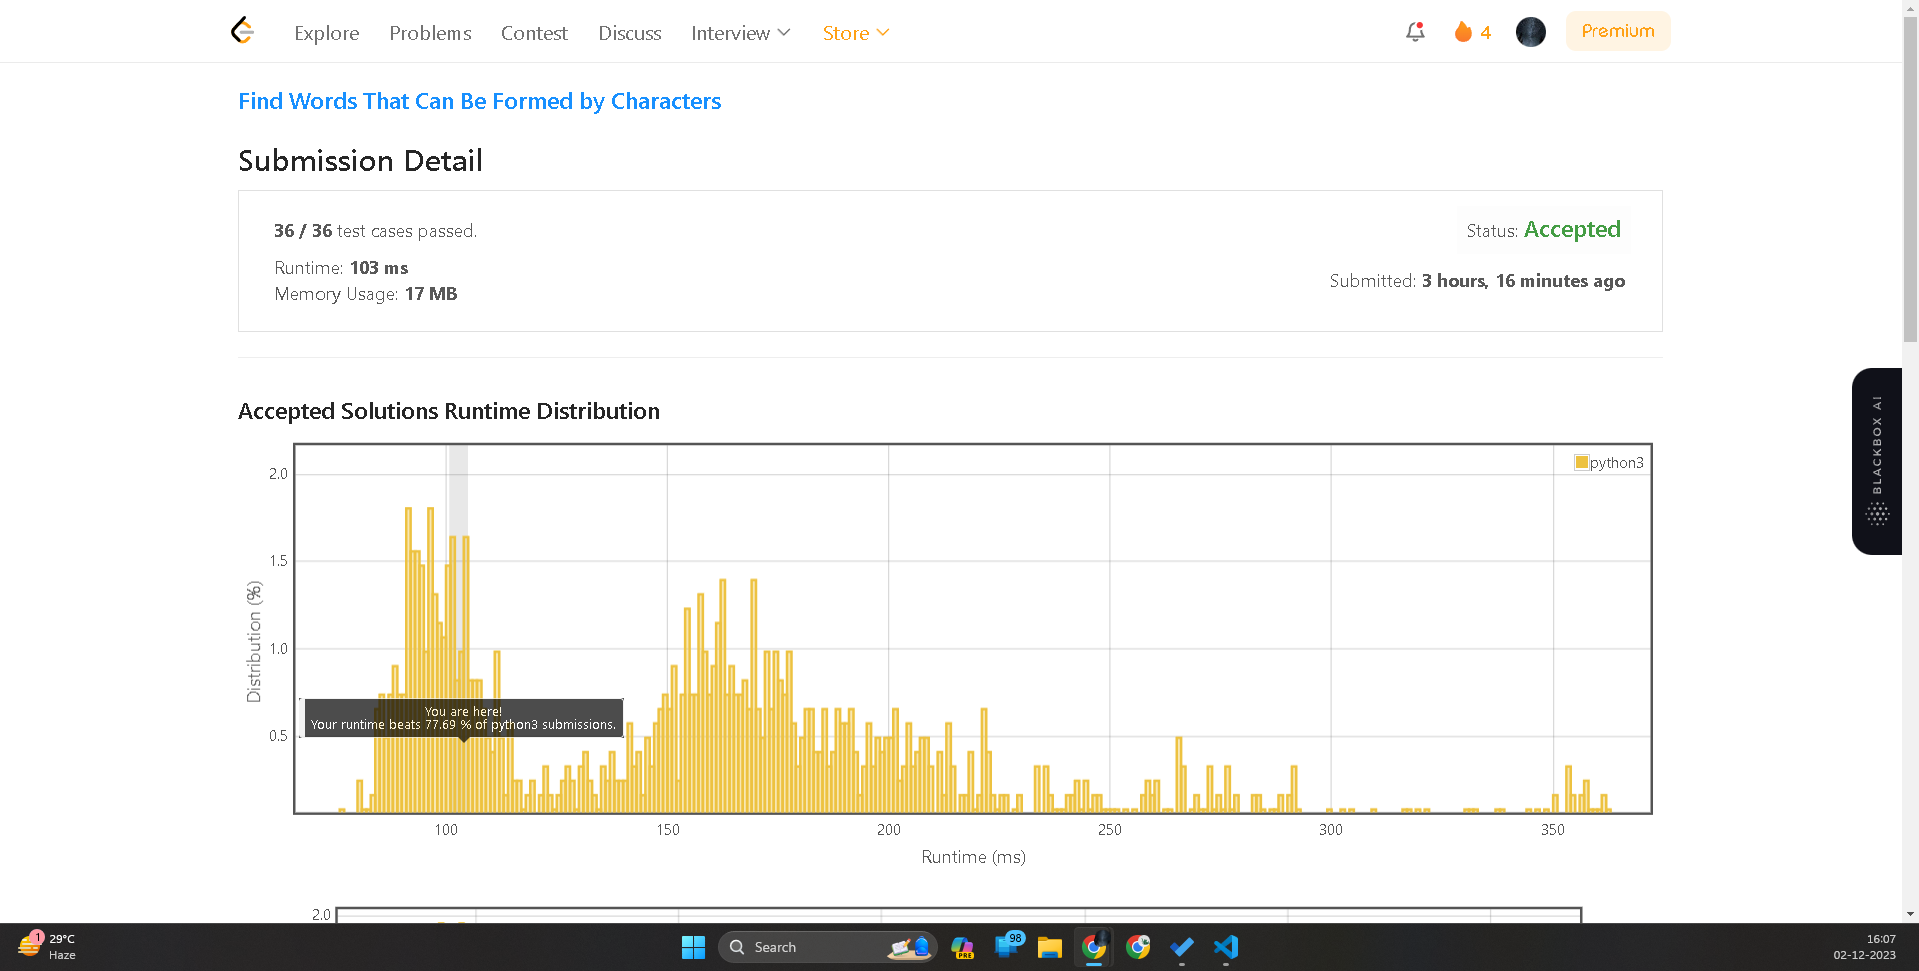 Explore Problems Contest Discuss Interview Store 4 Premium
Find Words That Can Be Formed by Characters
Submission Detail
36 / 36 test cases passed. Status: Accepted
Runtime: 103 ms
Submitted: 3 hours, 16 minutes ago
Memory Usage: 17 MB
Accepted Solutions Runtime Distribution
BLACKBOX AI
python3
2.0
1.5
1.0
0.5
Distribution (%)
You are here!
Your runtime beats 77.69 % of python3 submissions.
100 150 200 250 300 350
Runtime (ms)
2.0
1
29°C
Haze
Search
PRE
98
16:07
02-12-2023